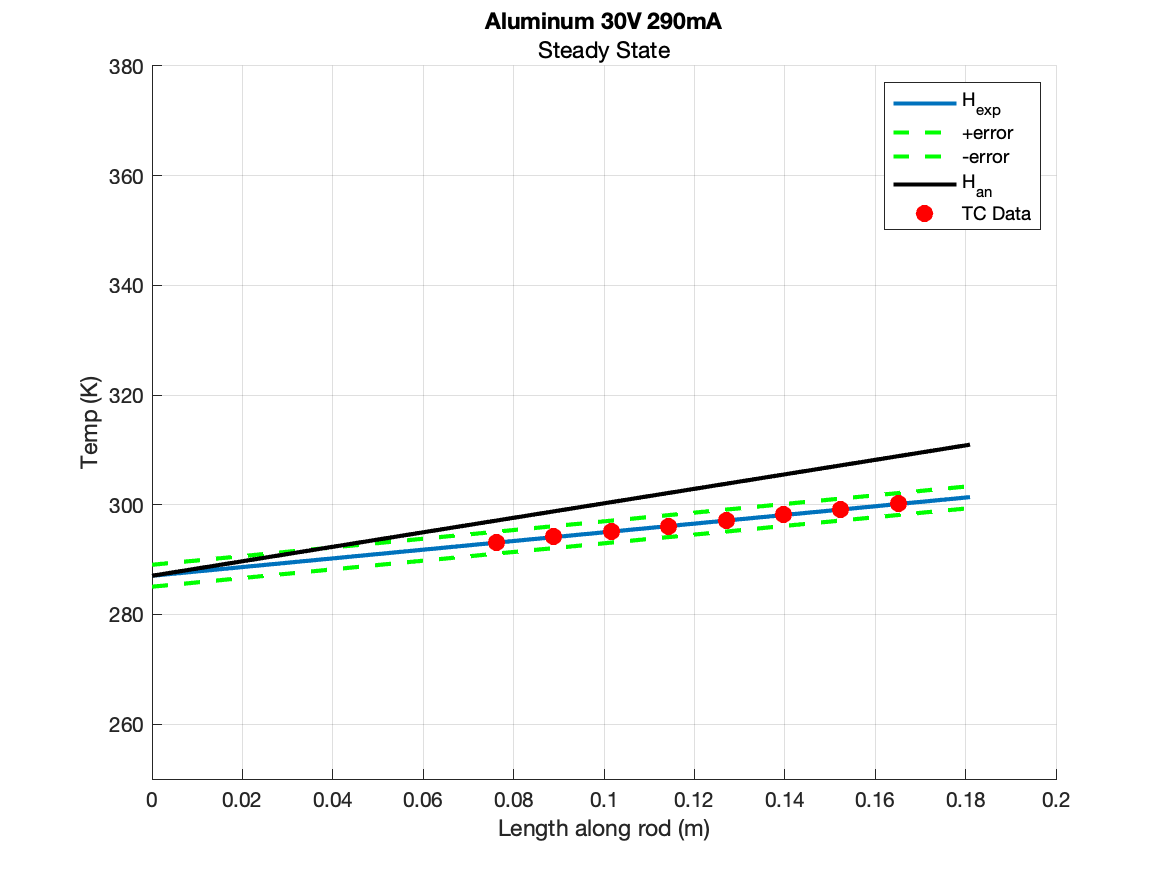 Aluminum 30V 290mA
Steady State
380
360
340
320
300
280
260
Temp (K)
0 0.02 0.04 0.06 0.08 0.1 0.12 0.14 0.16 0.18 0.2
Length along rod (m)
H_exp
+error
-error
H_an
TC Data